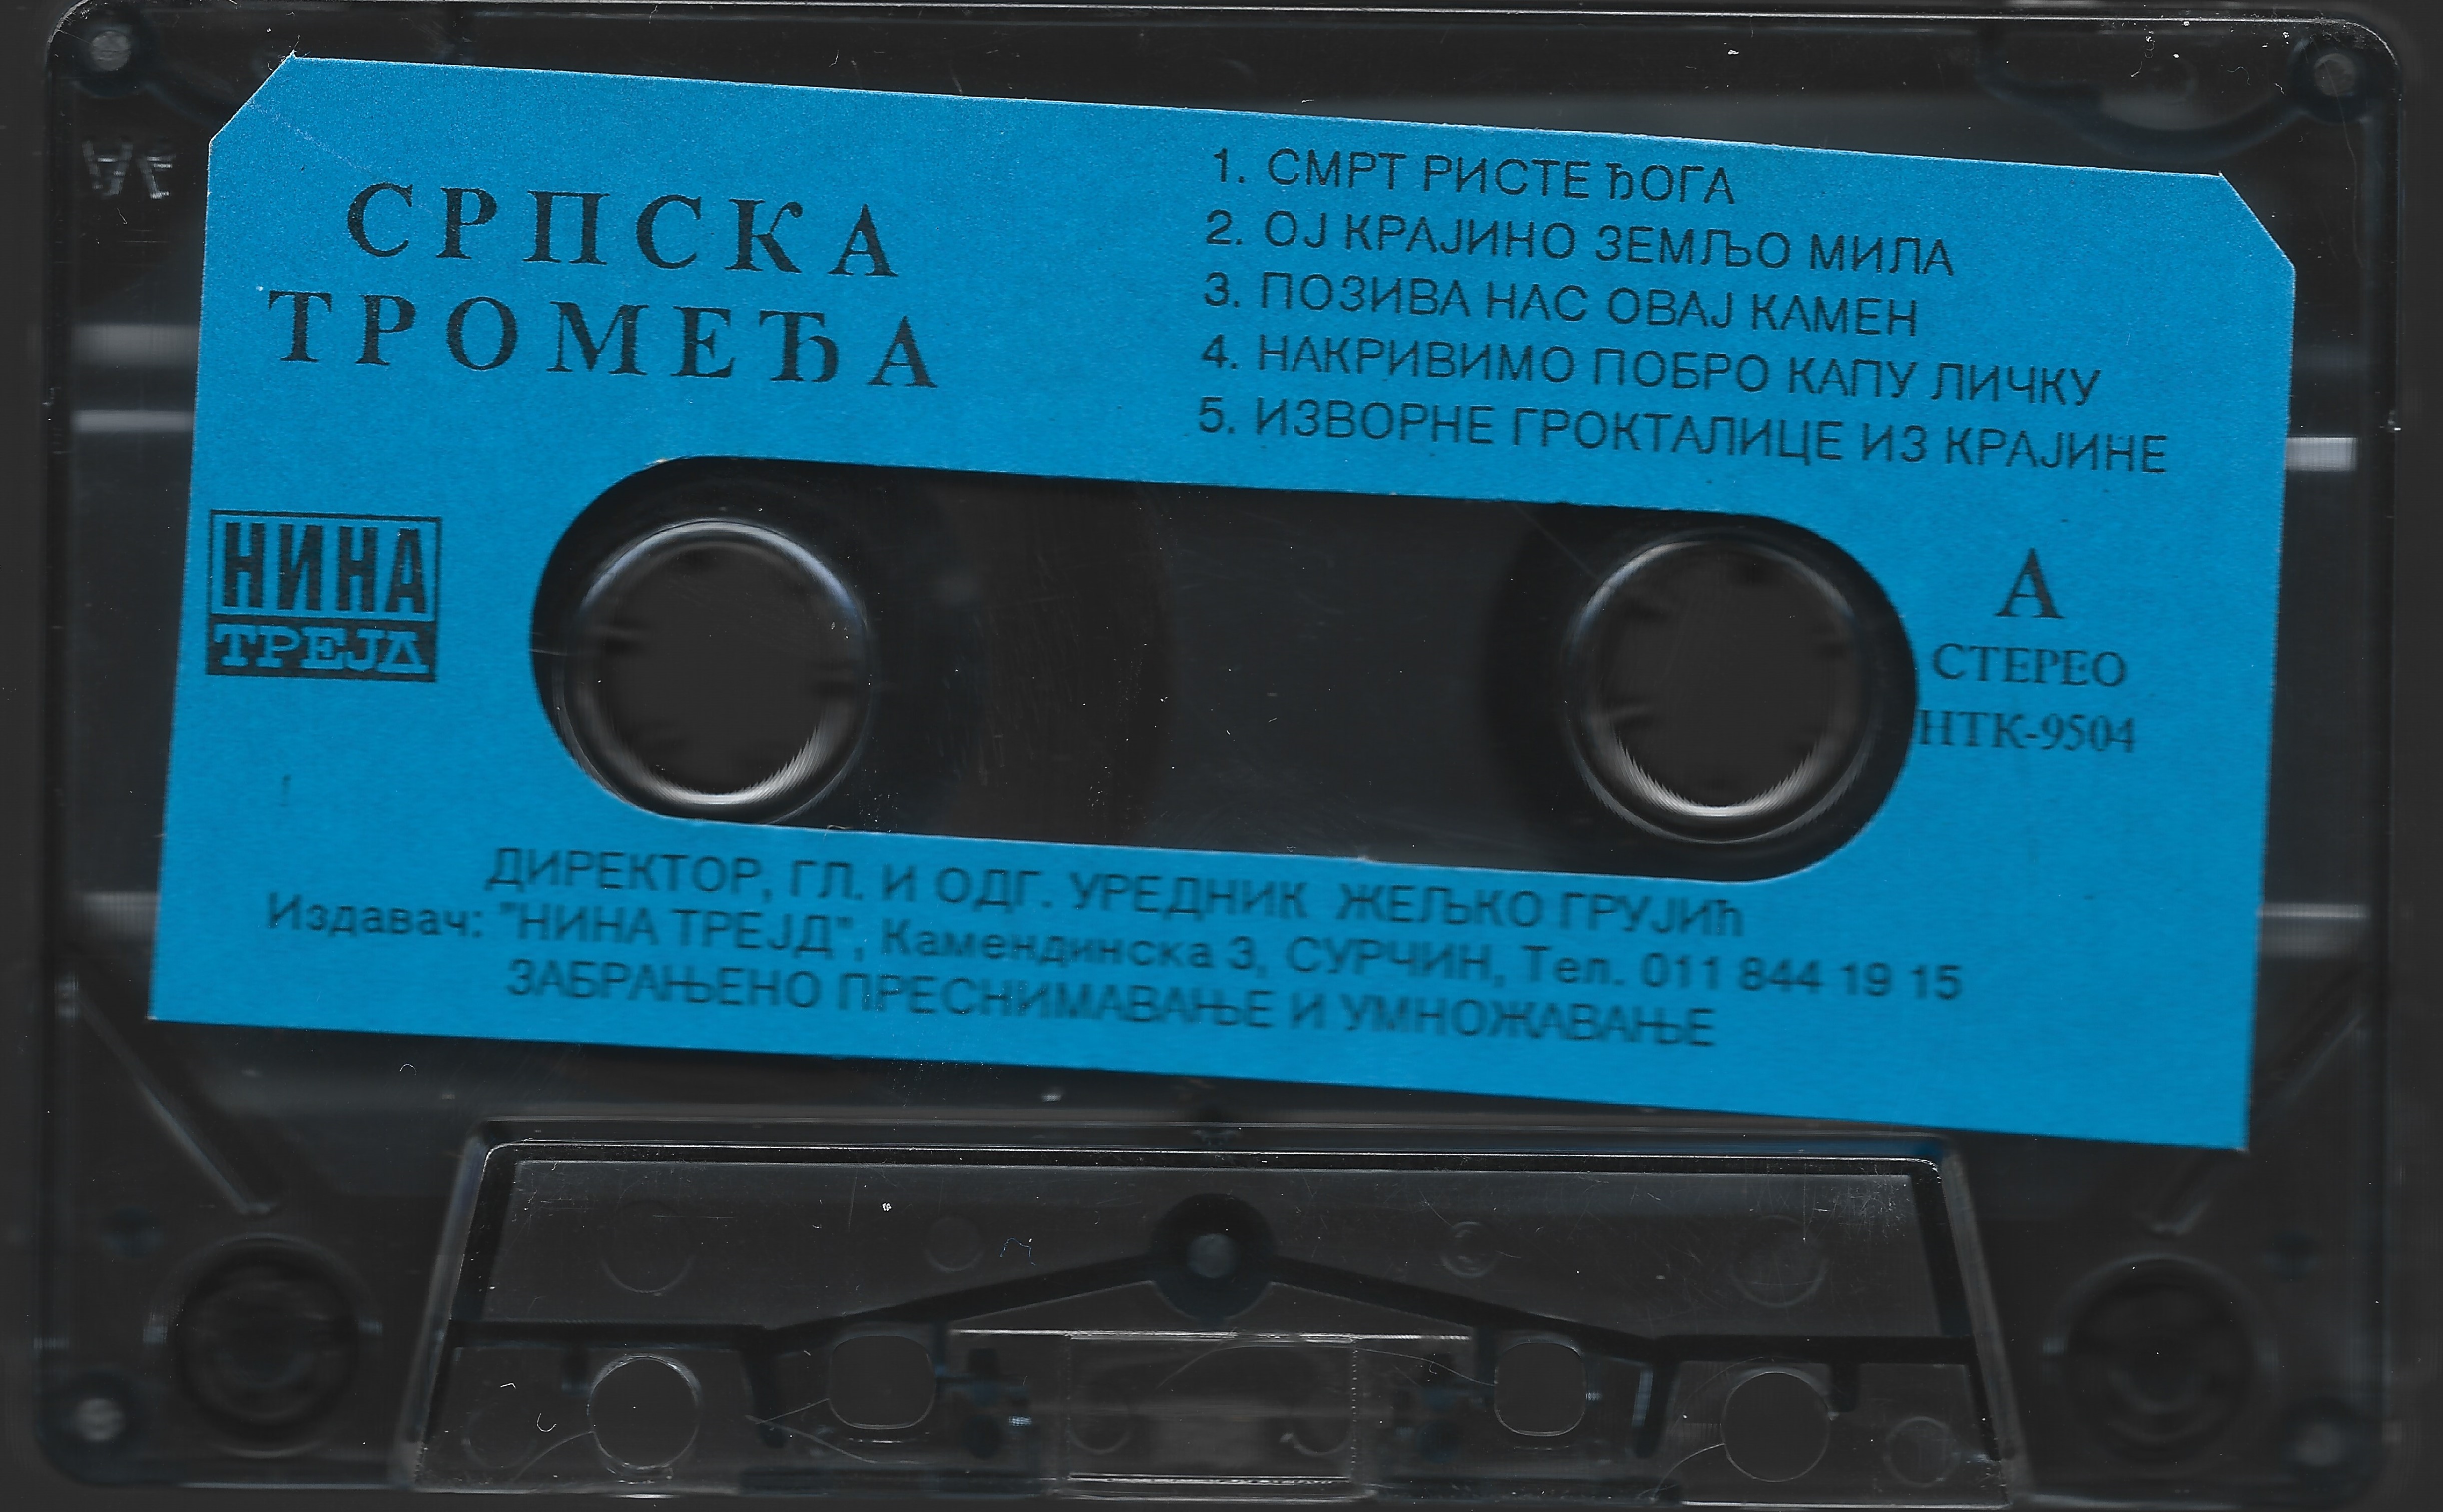 СРПСКА
ТРОМЕЂА
1. СМРТ РИСТЕ ЂОГА
2. ОЈ КРАЈИНО ЗЕМЉО МИЛА
3. ПОЗИВА НАС ОВАЈ КАМЕН
4. НАКРИВИМО ПОБРО КАПУ ЛИЧКУ
5. ИЗВОРНЕ ГРОКТАЛИЦЕ ИЗ КРАЈИНЕ
НИНА
ТРЕЈД
А
СТЕРЕО
НТК-9504
ДИРЕКТОР, ГЛ. И ОДГ. УРЕДНИК ЖЕЉКО ГРУЈИЋ
Издавач: "НИНА ТРЕЈД", Камендинска 3, СУРЧИН, Тел. 011 844 19 15
ЗАБРАЊЕНО ПРЕСНИМАВАЊЕ И УМНОЖАВАЊЕ